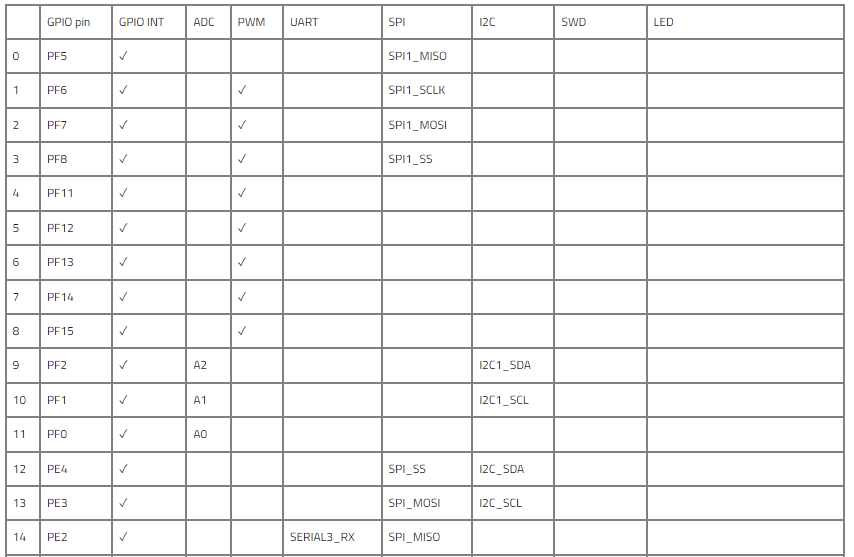 GPIO pin GPIO INT ADC PWM UART SPI I2C SWD LED
0 PF5 ✓ SPI1_MISO
1 PF6 ✓ ✓ SPI1_SCLK
2 PF7 ✓ ✓ SPI1_MOSI
3 PF8 ✓ ✓ SPI1_SS
4 PF11 ✓ ✓
5 PF12 ✓ ✓
6 PF13 ✓ ✓
7 PF14 ✓ ✓
8 PF15 ✓ ✓
9 PF2 ✓ A2 I2C1_SDA
10 PF1 ✓ A1 I2C1_SCL
11 PF0 ✓ A0
12 PE4 ✓ SPI_SS I2C_SDA
13 PE3 ✓ SPI_MOSI I2C_SCL
14 PE2 ✓ SERIAL3_RX SPI_MISO